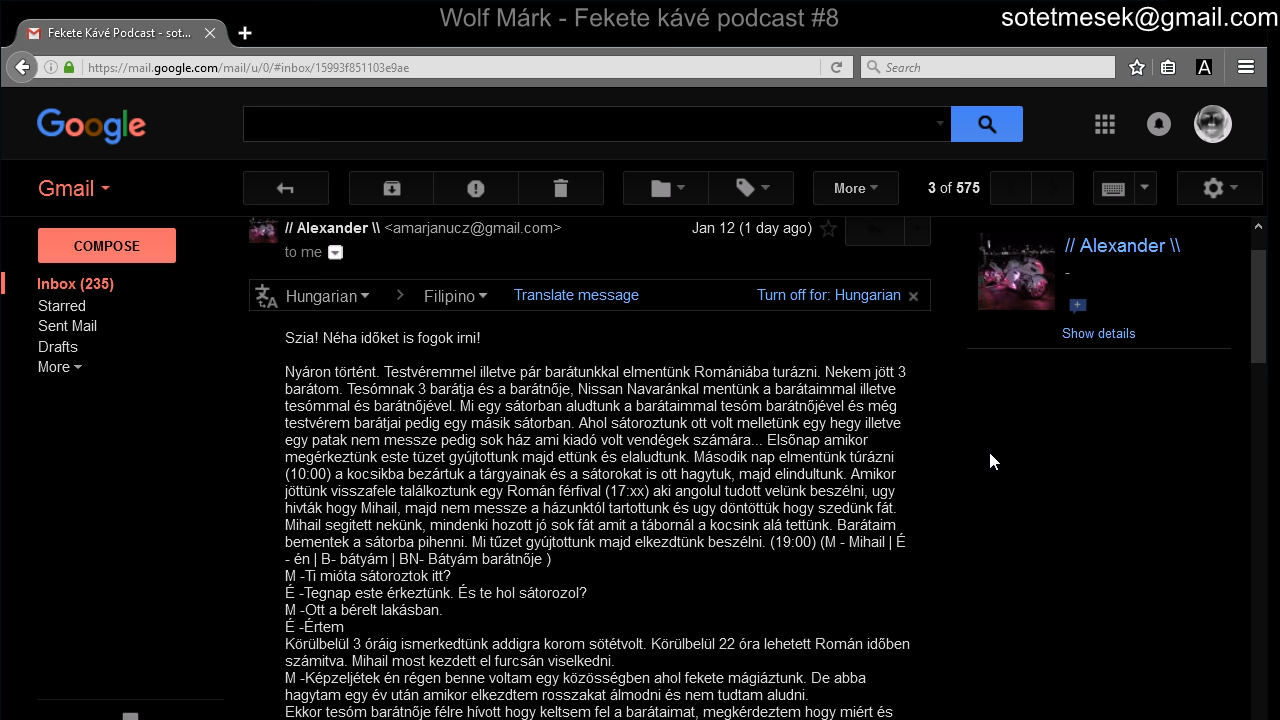 Wolf Márk - Fekete kávé podcast #8
sotetmesek@gmail.com
Fekete Kávé Podcast - sot...
https://mail.google.com/mail/u/0/#inbox/15993f851103e9ae
Search
A
Google
Gmail
More
3 of 575
COMPOSE
Inbox (235)
Starred
Sent Mail
Drafts
More
// Alexander \\ <amarjanucz@gmail.com>
Jan 12 (1 day ago)
to me
Hungarian
Filipino
Translate message
Turn off for: Hungarian
// Alexander \\
-
Show details
Szia! Néha időket is fogok irni!
Nyáron történt. Testvéremmel illetve pár barátunkkal elmentünk Romániába turázni. Nekem jött 3
barátom. Tesómnak 3 barátja és a barátnője, Nissan Navaránkal mentünk a barátaimmal illetve
tesómmal és barátnőjével. Mi egy sátorban aludtunk a barátaimmal tesóm barátnőjével és még
testvérem barátjai pedig egy másik sátorban. Ahol sátoroztunk ott volt melletünk egy hegy illetve
egy patak nem messze pedig sok ház ami kiadó volt vendégek számára... Elsőnap amikor
megérkeztünk este tüzet gyújtottunk majd ettünk és elaludtunk. Második nap elmentünk túrázni
(10:00) a kocsikba bezártuk a tárgyainak és a sátorokat is ott hagytuk, majd elindultunk. Amikor
jöttünk visszafele találkoztunk egy Román férfival (17:xx) aki angolul tudott velünk beszélni, ugy
hivták hogy Mihail, majd nem messze a házunktól tartottunk és ugy döntöttük hogy szedünk fát.
Mihail segitett nekünk, mindenki hozott jó sok fát amit a tábornál a kocsink alá tettünk. Barátaim
bementek a sátorba pihenni. Mi tűzet gyújtottunk majd elkezdtünk beszélni. (19:00) (M - Mihail | É
- én | B- bátyám | BN- Bátyám barátnője )
M -Ti mióta sátoroztok itt?
É -Tegnap este érkeztünk. És te hol sátorozol?
M -Ott a bérelt lakásban.
É -Értem
Körülbelül 3 óráig ismerkedtünk addigra korom sötétvolt. Körülbelül 22 óra lehetett Román időben
számitva. Mihail most kezdett el furcsán viselkedni.
M -Képzeljétek én régen benne voltam egy közösségben ahol fekete mágiáztunk. De abba
hagytam egy év után amikor elkezdtem rosszakat álmodni és nem tudtam aludni.
Ekkor tesóm barátnője félre hívott hogy keltsem fel a barátaimat, megkérdeztem hogy miért és